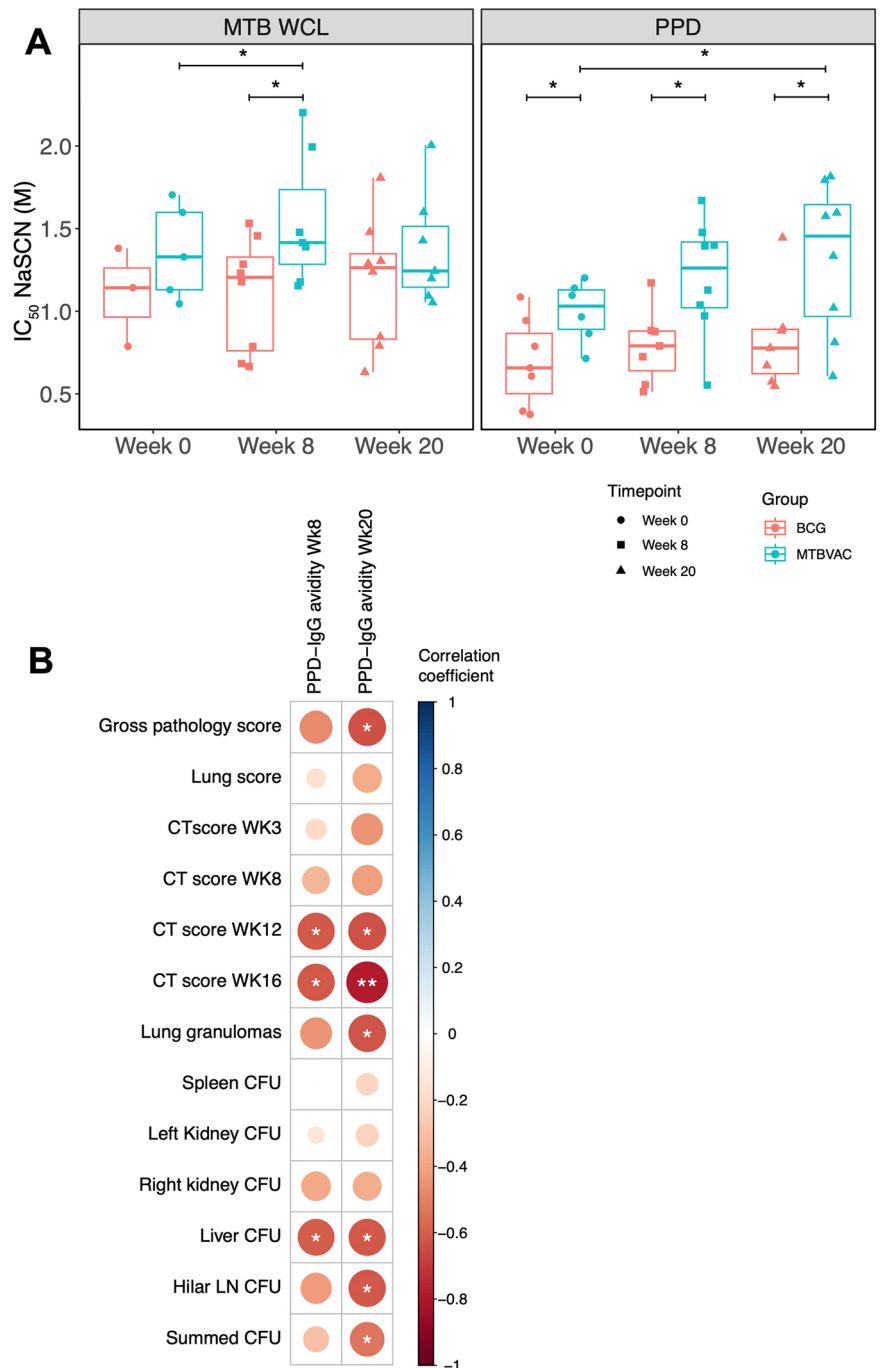 A
MTB WCL
PPD
*
*
*
*
*
*
IC50 NaSCN (M)
2.0
1.5
1.0
0.5
Week 0
Week 8
Week 20
Week 0
Week 8
Week 20
Timepoint
Week 0
Week 8
Week 20
Group
BCG
MTBVAC
B
PPD−IgG avidity Wk8
PPD−IgG avidity Wk20
Correlation
coefficient
Gross pathology score
*
Lung score
CTscore WK3
CT score WK8
CT score WK12
* *
CT score WK16
* **
Lung granulomas
*
Spleen CFU
Left Kidney CFU
Right kidney CFU
Liver CFU
* *
Hilar LN CFU
*
Summed CFU
*
1
0.8
0.6
0.4
0.2
0
−0.2
−0.4
−0.6
−0.8
−1